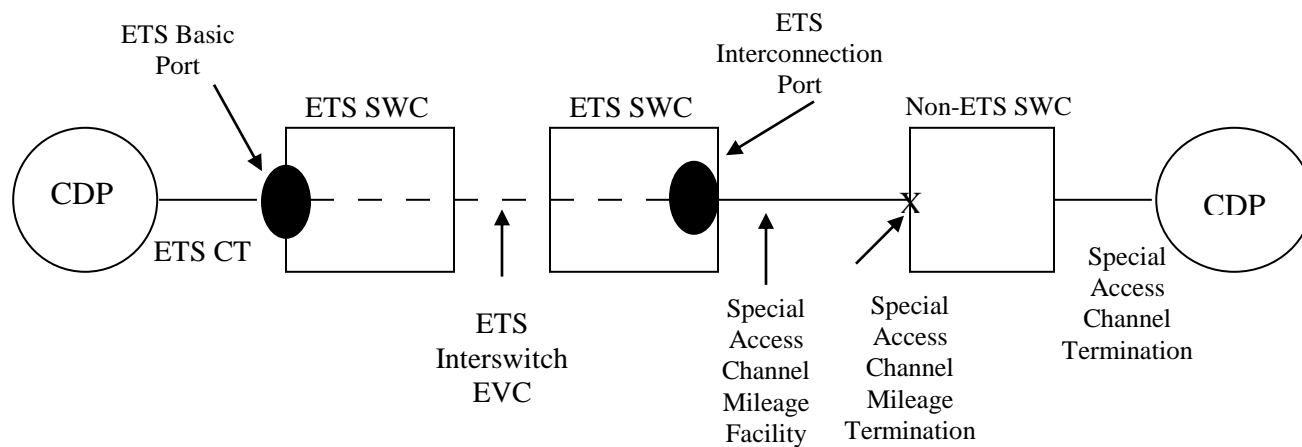 ETS Basic
Port
ETS
Interconnection
Port
ETS SWC
ETS SWC
Non-ETS SWC
CDP
X
CDP
ETS CT
ETS
Interswitch
EVC
Special
Access
Channel
Mileage
Facility
Special
Access
Channel
Mileage
Termination
Special
Access
Channel
Termination